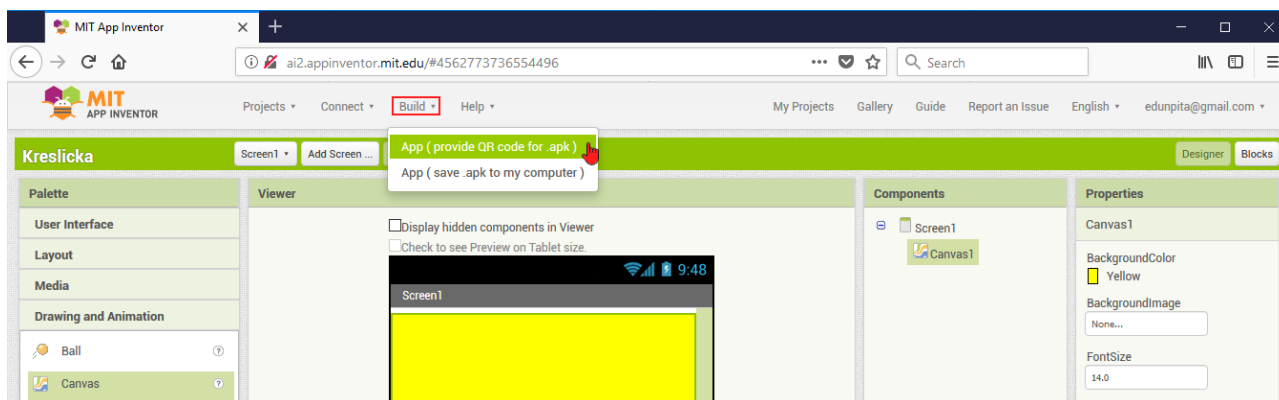 MIT App Inventor
ai2.appinventor.mit.edu/#4562773736554496
Search
MIT
APP INVENTOR
Projects
Connect
Build
Help
My Projects
Gallery
Guide
Report an Issue
English
edunpita@gmail.com
Kreslicka
Screen1
Add Screen ...
App ( provide QR code for .apk )
App ( save .apk to my computer )
Designer
Blocks
Palette
Viewer
Components
Properties
User Interface
Layout
Media
Drawing and Animation
Ball
?
Canvas
?
Display hidden components in Viewer
Check to see Preview on Tablet size.
9:48
Screen1
Screen1
Canvas1
Canvas1
BackgroundColor
Yellow
BackgroundImage
None...
FontSize
14.0